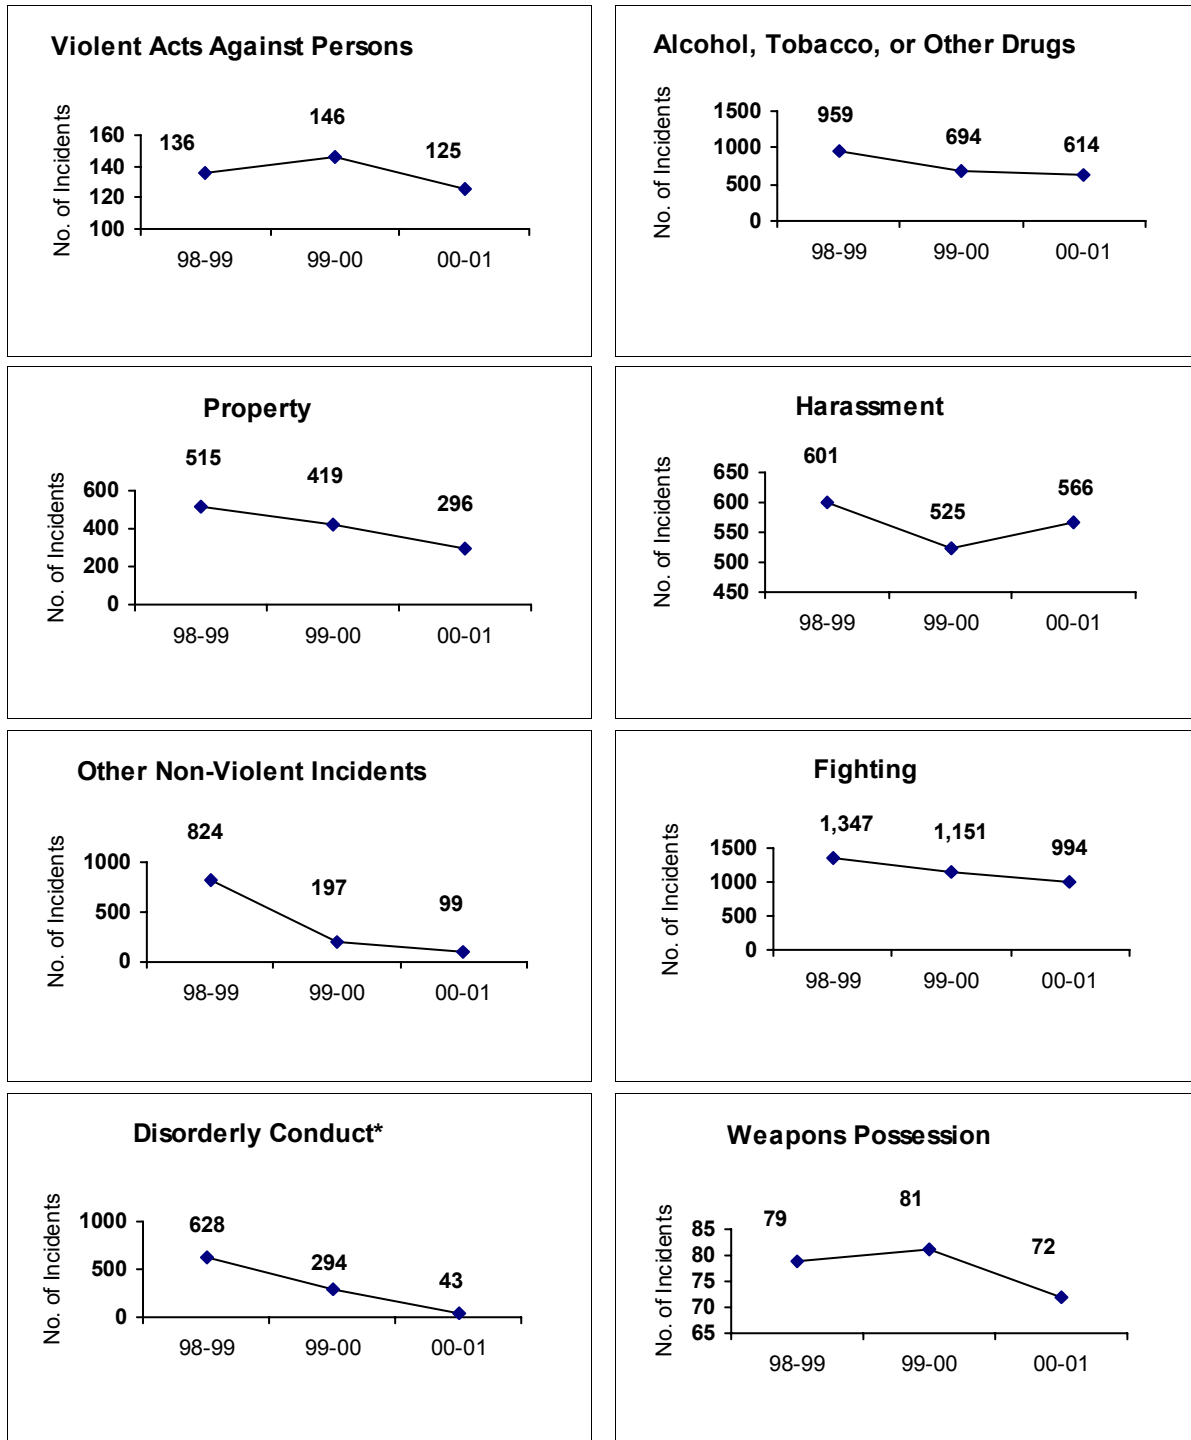 Violent Acts Against Persons
No. of Incidents
160
140
120
100
136
146
125
98-99 99-00 00-01
Alcohol, Tobacco, or Other Drugs
No. of Incidents
1500
1000
500
0
959
694
614
98-99 99-00 00-01
Property
No. of Incidents
600
400
200
0
515
419
296
98-99 99-00 00-01
Harassment
No. of Incidents
650
600
550
500
450
601
525
566
98-99 99-00 00-01
Other Non-Violent Incidents
No. of Incidents
1000
500
0
824
197
99
98-99 99-00 00-01
Fighting
No. of Incidents
1500
1000
500
0
1,347
1,151
994
98-99 99-00 00-01
Disorderly Conduct*
No. of Incidents
1000
500
0
628
294
43
98-99 99-00 00-01
Weapons Possession
No. of Incidents
85
80
75
70
65
79
81
72
98-99 99-00 00-01